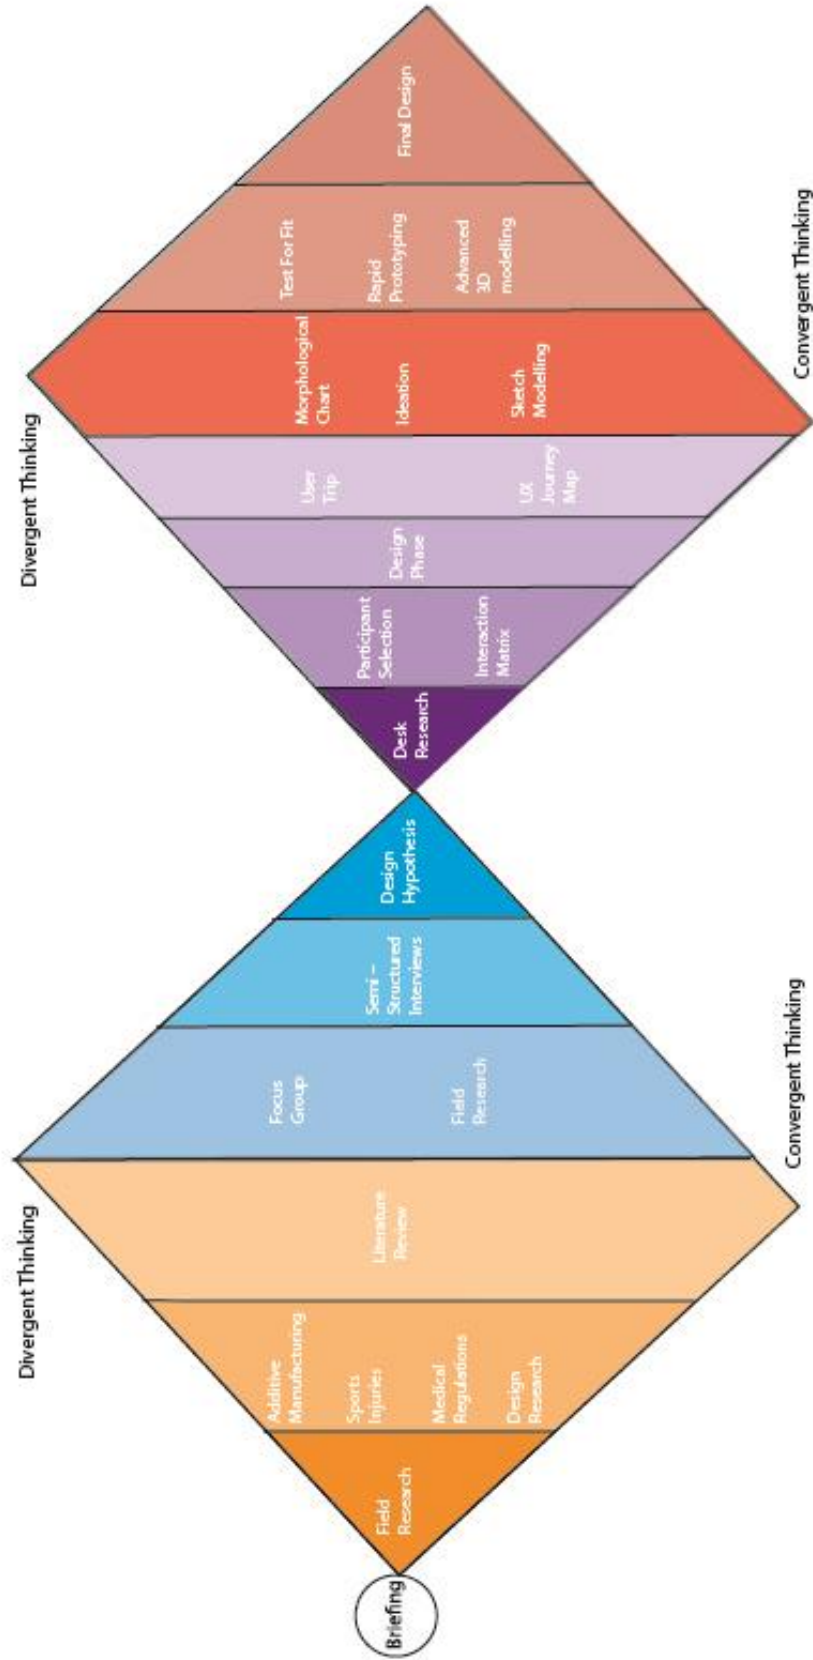 Briefing
Field
Research
Additive
Manufacturing
Sports
Injuries
Medical
Regulations
Design
Research
Literature
Review
Divergent Thinking
Convergent Thinking
Focus
Group
Field
Research
Semi –
Structured
Interviews
Design
Hypothesis
Desk
Research
Participant
Selection
Interaction
Matrix
Design
Phase
User
Trip
UX
Journey
Map
Divergent Thinking
Convergent Thinking
Morphological
Chart
Ideation
Sketch
Modelling
Test For Fit
Rapid
Prototyping
Advanced
3D
modelling
Final Design